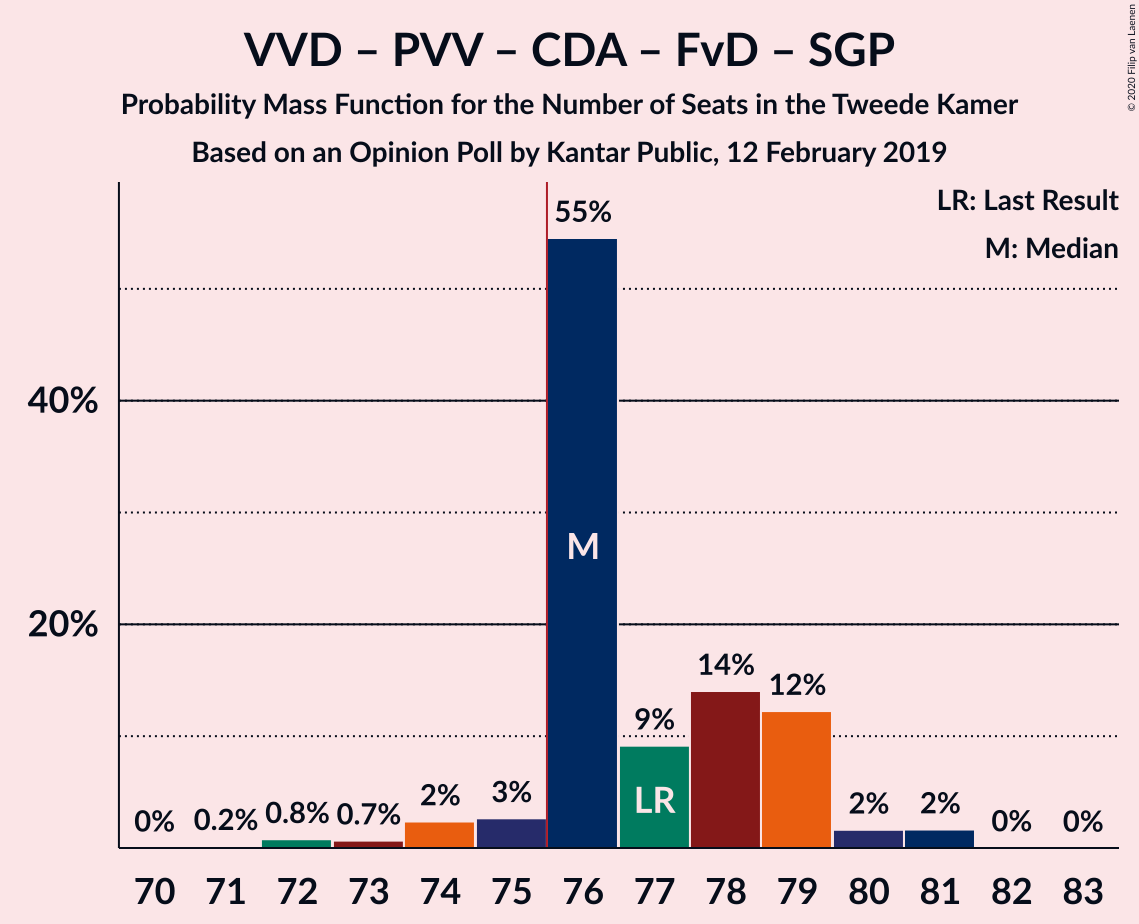 VVD – PVV – CDA – FvD – SGP
Probability Mass Function for the Number of Seats in the Tweede Kamer
Based on an Opinion Poll by Kantar Public, 12 February 2019
© 2020 Filip van Laenen
LR: Last Result
M: Median
55%
40%
M
20%
14%
12%
9%
LR
0%
0.2%
0.8%
0.7%
2%
3%
2%
2%
0%
0%
70 71 72 73 74 75 76 77 78 79 80 81 82 83